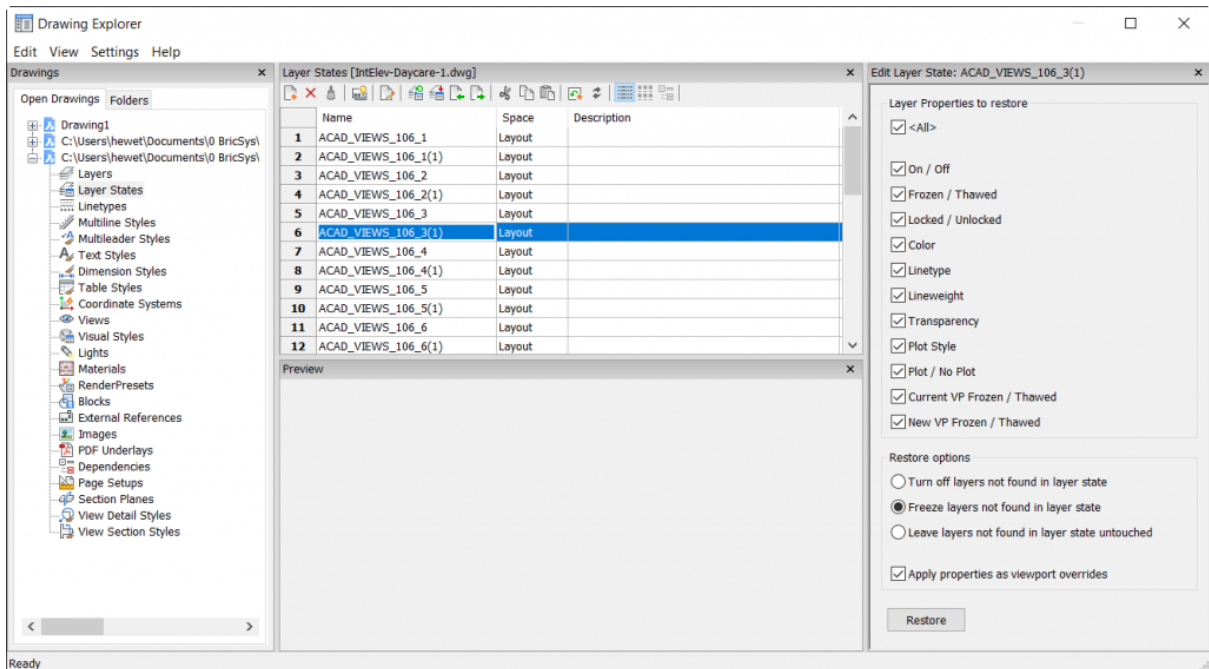 Drawing Explorer
Edit View Settings Help
Drawings
Open Drawings Folders
Drawing1
C:\Users\hewet\Documents\0 BricSys\
C:\Users\hewet\Documents\0 BricSys\
Layers
Layer States
Linetypes
Multiline Styles
Multileader Styles
Text Styles
Dimension Styles
Table Styles
Coordinate Systems
Views
Visual Styles
Lights
Materials
RenderPresets
Blocks
External References
Images
PDF Underlays
Dependencies
Page Setups
Section Planes
View Detail Styles
View Section Styles
Layer States [IntElev-Daycare-1.dwg]
Name Space Description
1 ACAD_VIEWS_106_1 Layout
2 ACAD_VIEWS_106_1(1) Layout
3 ACAD_VIEWS_106_2 Layout
4 ACAD_VIEWS_106_2(1) Layout
5 ACAD_VIEWS_106_3 Layout
6 ACAD_VIEWS_106_3(1) Layout
7 ACAD_VIEWS_106_4 Layout
8 ACAD_VIEWS_106_4(1) Layout
9 ACAD_VIEWS_106_5 Layout
10 ACAD_VIEWS_106_5(1) Layout
11 ACAD_VIEWS_106_6 Layout
12 ACAD_VIEWS_106_6(1) Layout
Preview
Edit Layer State: ACAD_VIEWS_106_3(1)
Layer Properties to restore
<All>
On / Off
Frozen / Thawed
Locked / Unlocked
Color
Linetype
Lineweight
Transparency
Plot Style
Plot / No Plot
Current VP Frozen / Thawed
New VP Frozen / Thawed
Restore options
Turn off layers not found in layer state
Freeze layers not found in layer state
Leave layers not found in layer state untouched
Apply properties as viewport overrides
Restore
Ready